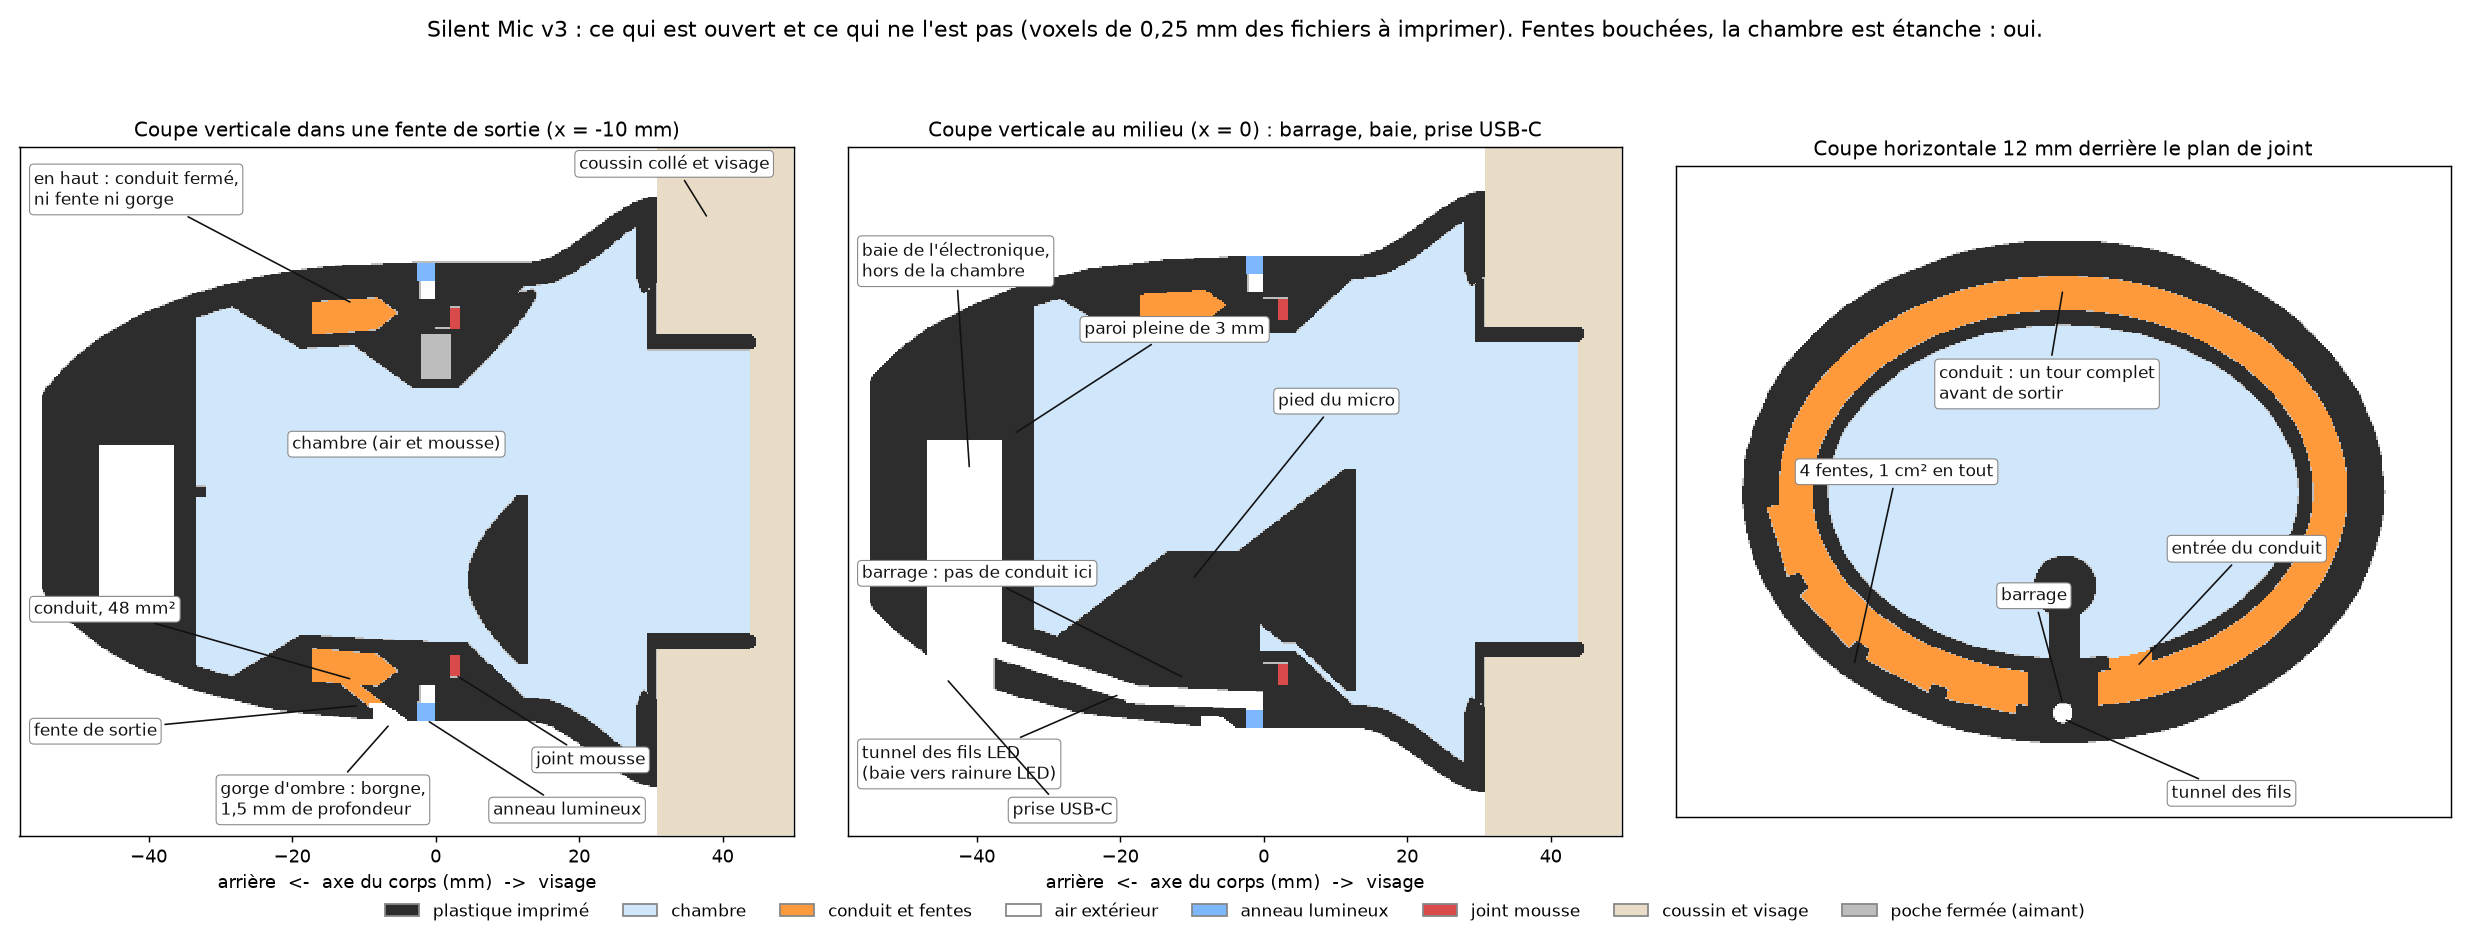 Silent Mic v3 : ce qui est ouvert et ce qui ne l'est pas (voxels de 0,25 mm des fichiers à imprimer). Fentes bouchées, la chambre est étanche : oui.
Coupe verticale dans une fente de sortie (x = -10 mm)
en haut : conduit fermé,
ni fente ni gorge
coussin collé et visage
chambre (air et mousse)
conduit, 48 mm²
fente de sortie
gorge d'ombre : borgne,
1,5 mm de profondeur
joint mousse
anneau lumineux
−40
−20
0
20
40
arrière <- axe du corps (mm) -> visage
Coupe verticale au milieu (x = 0) : barrage, baie, prise USB-C
baie de l'électronique,
hors de la chambre
paroi pleine de 3 mm
pied du micro
barrage : pas de conduit ici
tunnel des fils LED
(baie vers rainure LED)
prise USB-C
−40
−20
0
20
40
arrière <- axe du corps (mm) -> visage
Coupe horizontale 12 mm derrière le plan de joint
conduit : un tour complet
avant de sortir
4 fentes, 1 cm² en tout
entrée du conduit
barrage
tunnel des fils
plastique imprimé
chambre
conduit et fentes
air extérieur
anneau lumineux
joint mousse
coussin et visage
poche fermée (aimant)